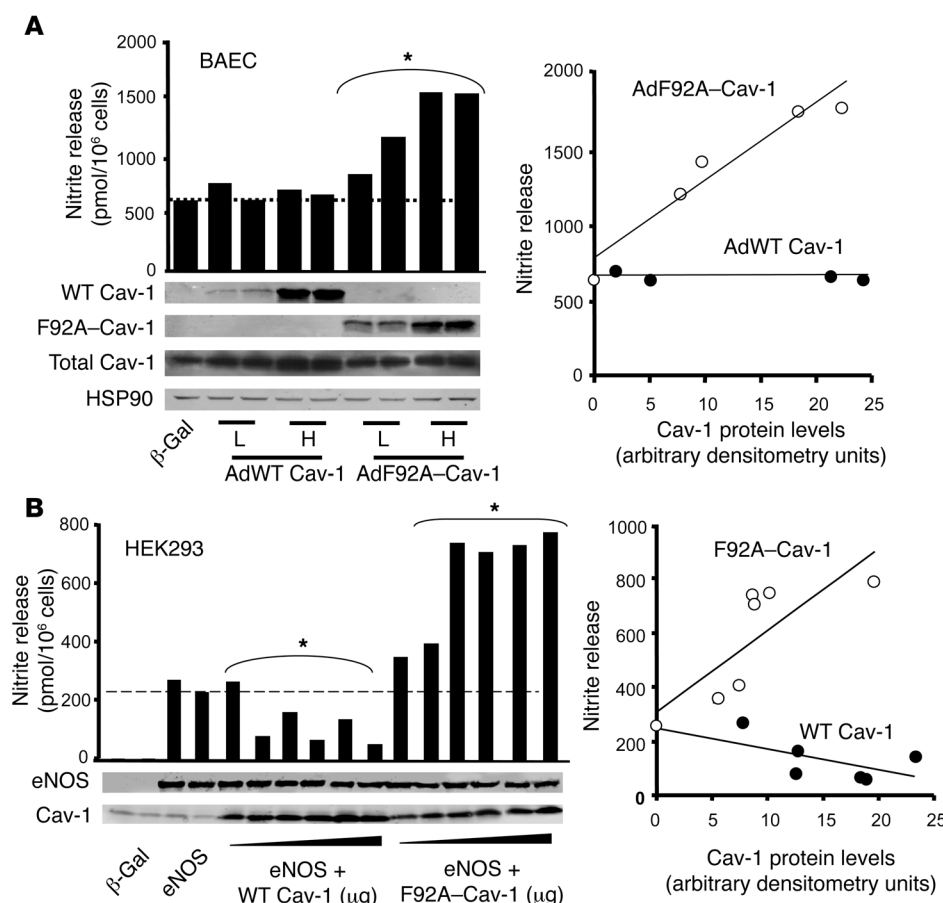 A
BAEC
*
2000
1500
1000
500
0
Nitrite release
(pmol/10⁶ cells)
WT Cav-1
F92A–Cav-1
Total Cav-1
HSP90
β-Gal
L H L H
AdWT Cav-1 AdF92A–Cav-1
2000
1500
1000
500
0
Nitrite release
AdF92A–Cav-1
AdWT Cav-1
0 5 10 15 20 25
Cav-1 protein levels
(arbitrary densitometry units)
B
HEK293
*
*
800
600
400
200
0
Nitrite release
(pmol/10⁶ cells)
eNOS
Cav-1
β-Gal
eNOS
eNOS +
WT Cav-1 (μg)
eNOS +
F92A–Cav-1 (μg)
1000
800
600
400
200
0
Nitrite release
F92A–Cav-1
WT Cav-1
0 5 10 15 20 25
Cav-1 protein levels
(arbitrary densitometry units)